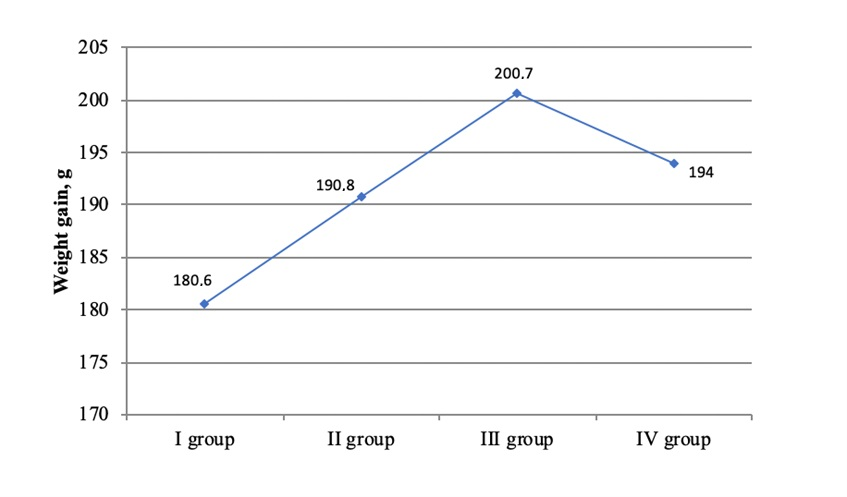 205
200
195
190
185
180
175
170
Weight gain, g
180.6
190.8
200.7
194
I group
II group
III group
IV group